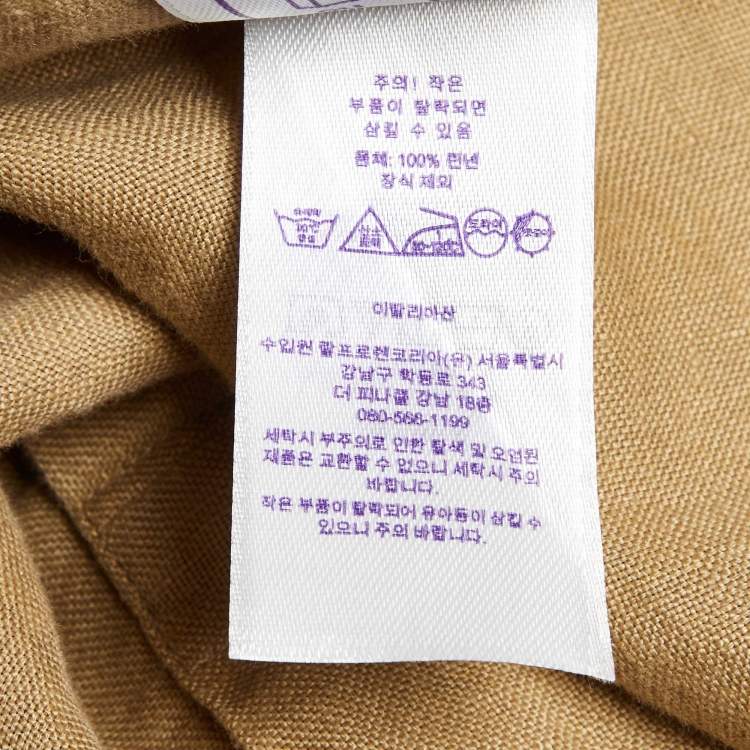 주의! 작은
부품이 탈락되면
삼킬 수 있음
몸체: 100% 린넨
장식 제외
드라이
이탈리아산
수입원 랄프로렌코리아(유) 서울특별시
강남구 학동로 343
더 피나클 강남 18층
080-566-1199
세탁시 부주의로 인한 탈색 및 오염된
제품은 교환할 수 없으니 세탁시 주의
바랍니다.
작은 부품이 탈락되어 유아등이 삼킬 수
있으니 주의 바랍니다.